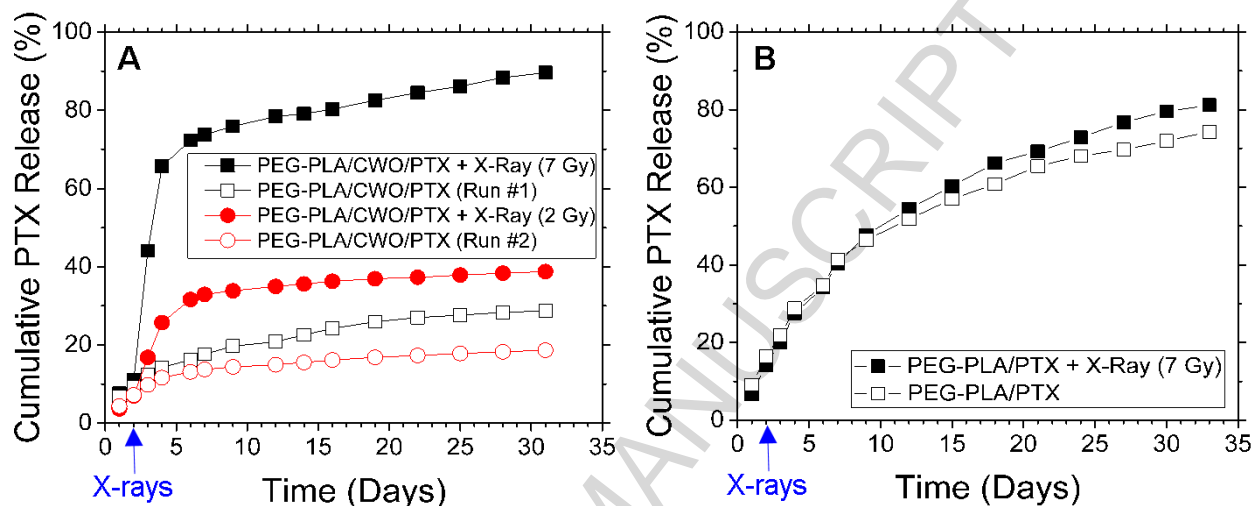 A
Cumulative PTX Release (%)
100
80
60
40
20
0
PEG-PLA/CWO/PTX + X-Ray (7 Gy)
PEG-PLA/CWO/PTX (Run #1)
PEG-PLA/CWO/PTX + X-Ray (2 Gy)
PEG-PLA/CWO/PTX (Run #2)
0 5 10 15 20 25 30 35
X-rays
Time (Days)
B
Cumulative PTX Release (%)
100
80
60
40
20
0
PEG-PLA/PTX + X-Ray (7 Gy)
PEG-PLA/PTX
0 5 10 15 20 25 30 35
X-rays
Time (Days)
MANUSCRIPT